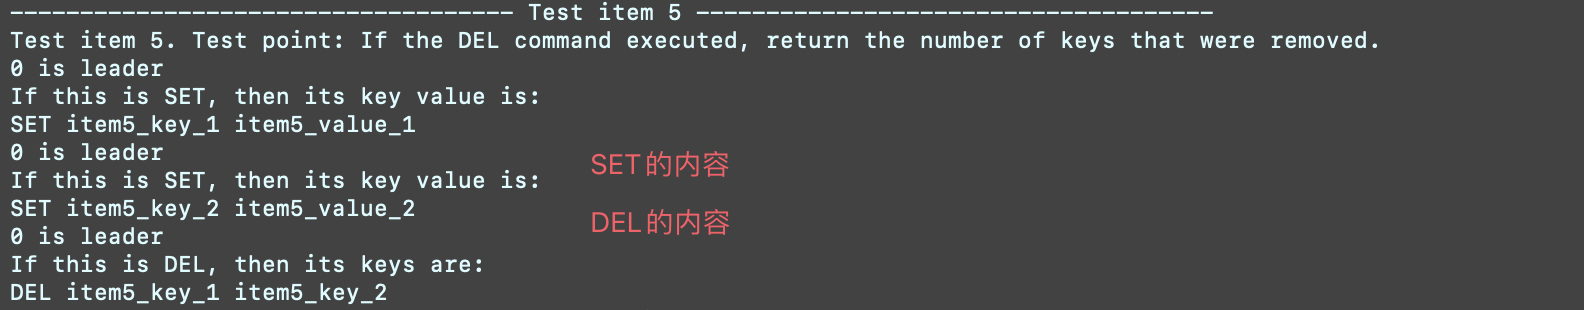 ------------------------------------ Test item 5 -------------------------------------
Test item 5. Test point: If the DEL command executed, return the number of keys that were removed.
0 is leader
If this is SET, then its key value is:
SET item5_key_1 item5_value_1
0 is leader
SET的内容
If this is SET, then its key value is:
SET item5_key_2 item5_value_2
DEL的内容
0 is leader
If this is DEL, then its keys are:
DEL item5_key_1 item5_key_2